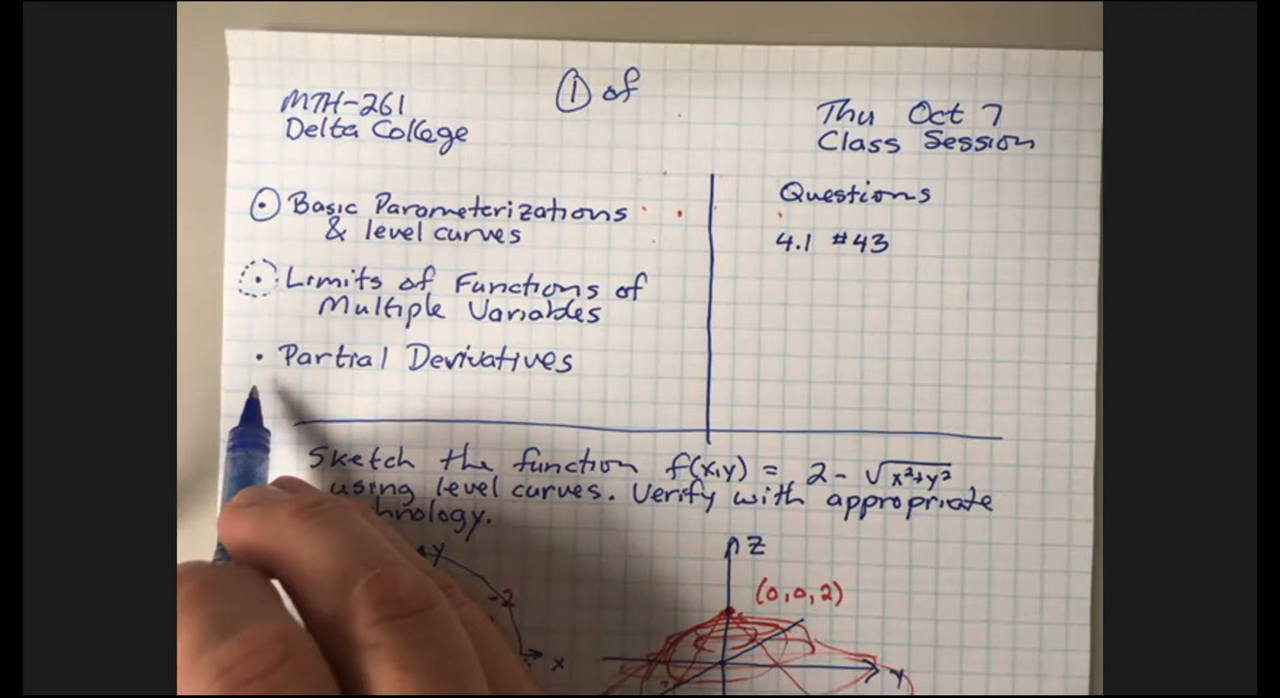 ① of
MTH-261
Delta College
Thu Oct 7
Class Session
Basic Parameterizations
& level curves
Limits of Functions of
Multiple Variables
Partial Derivatives
Questions
4.1 #43
Sketch the function f(x,y) = 2 - √x²+y²
using level curves. Verify with appropriate
hnology.
y
-2
x
z
(0,0,2)
y